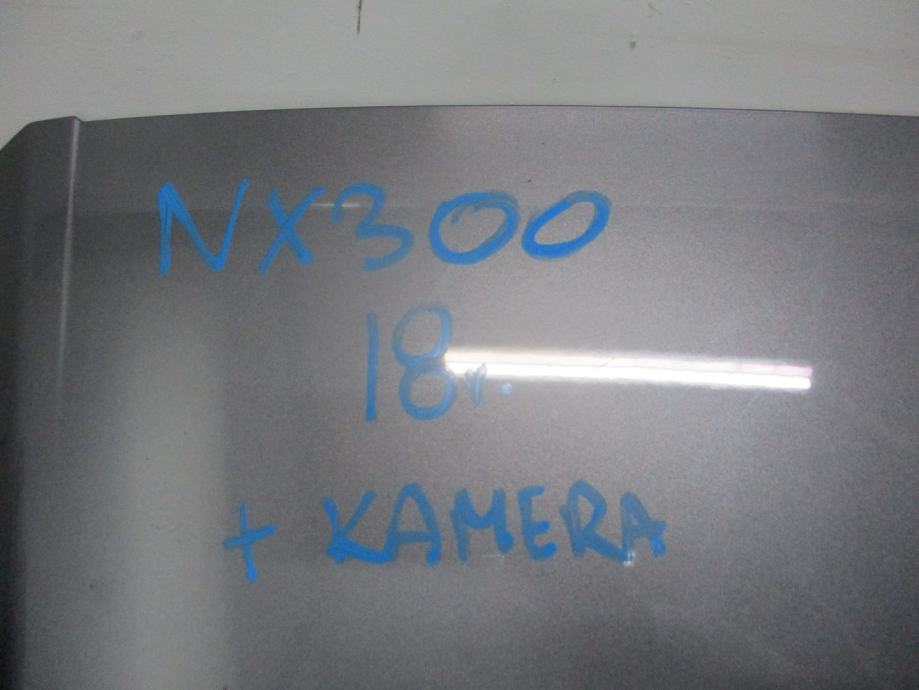 NX300
18r.
+ KAMERA